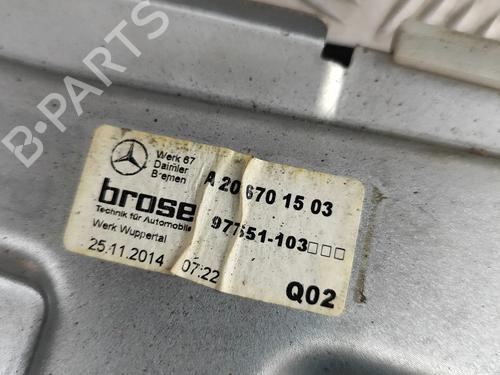 B-PARTS
Werk 67
Daimler
Bremen
A 20 670 15 03
brose
Technik für Automobile
97551-103□□□
Werk Wuppertal
25.11.2014 07:22
Q02